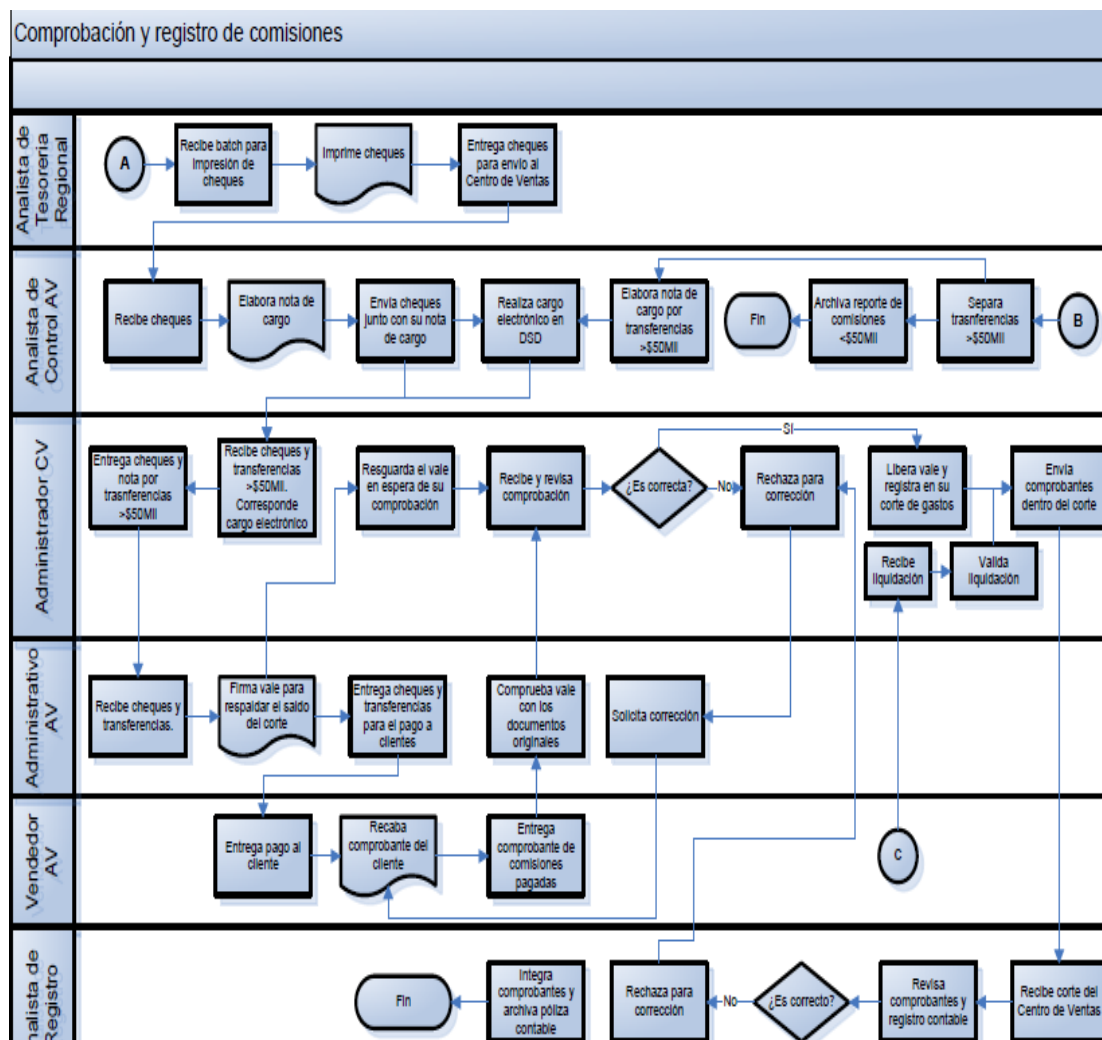 Comprobación y registro de comisiones
Analista de
Tesoreria
Regional
A
Recibe batch para
impresión de
cheques
Imprime cheques
Entrega cheques
para envío al
Centro de Ventas
Analista de
Control AV
Recibe cheques
Elabora nota de
cargo
Envía cheques
junto con su nota
de cargo
Realiza cargo
electrónico en
DSD
Elabora nota de
cargo por
transferencias
>$50Mil
Fin
Archiva reporte de
comisiones
<$50Mil
Separa
trasnferencias
>$50Mil
B
Administrador CV
Entrega cheques y
nota por
trasnferencias
>$50Mil
Recibe cheques y
transferencias
>$50Mil.
Corresponde
cargo electrónico
Resguarda el vale
en espera de su
comprobación
Recibe y revisa
comprobación
¿Es correcta?
SI
No
Rechaza para
corrección
Libera vale y
registra en su
corte de gastos
Envía
comprobantes
dentro del corte
Recibe
liquidación
Valida
liquidación
Administrativo
AV
Recibe cheques y
transferencias.
Firma vale para
respaldar el saldo
del corte
Entrega cheques y
transferencias
para el pago a
clientes
Comprueba vale
con los
documentos
originales
Solicita corrección
Vendedor
AV
Entrega pago al
cliente
Recaba
comprobante del
cliente
Entrega
comprobante de
comisiones
pagadas
C
nalista de
Registro
Fin
Integra
comprobantes y
archiva póliza
contable
Rechaza para
corrección
No
¿Es correcto?
Revisa
comprobantes y
registro contable
Recibe corte del
Centro de Ventas